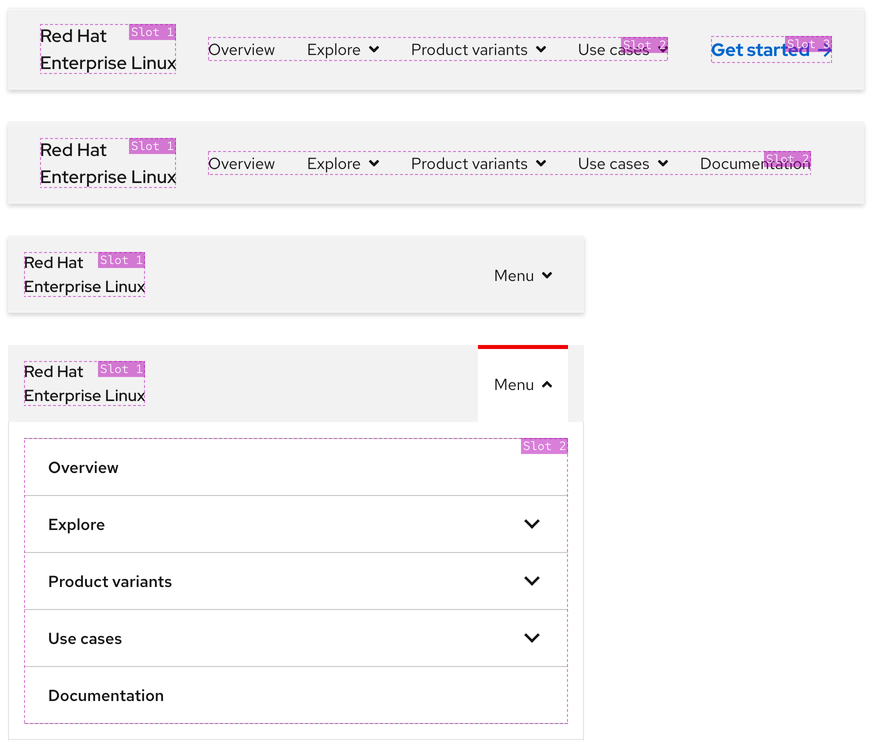 Red Hat Slot 1
Enterprise Linux
Overview Explore Product variants Use cases Slot 2
Get started Slot 3
Red Hat Slot 1
Enterprise Linux
Overview Explore Product variants Use cases Documentation Slot 2
Red Hat Slot 1
Enterprise Linux
Menu
Red Hat Slot 1
Enterprise Linux
Menu
Slot 2
Overview
Explore
Product variants
Use cases
Documentation